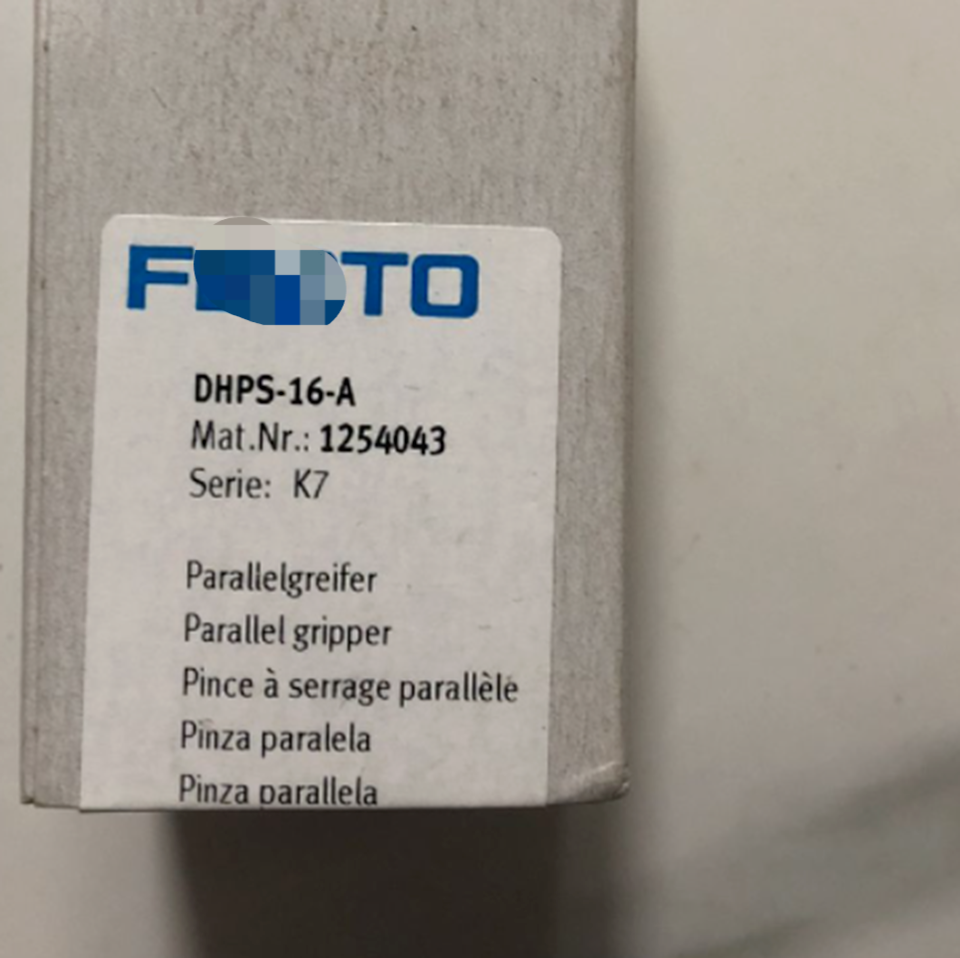 DHPS-16-A
Mat.Nr.: 1254043
Serie: K7
Parallelgreifer
Parallel gripper
Pince à serrage parallèle
Pinza paralela
Pinza parallela